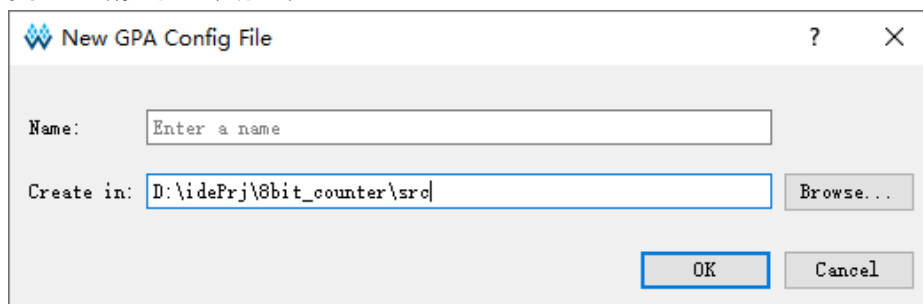 New GPA Config File
?
Name:
Enter a name
Create in:
D:\idePrj\8bit_counter\src
Browse...
OK
Cancel